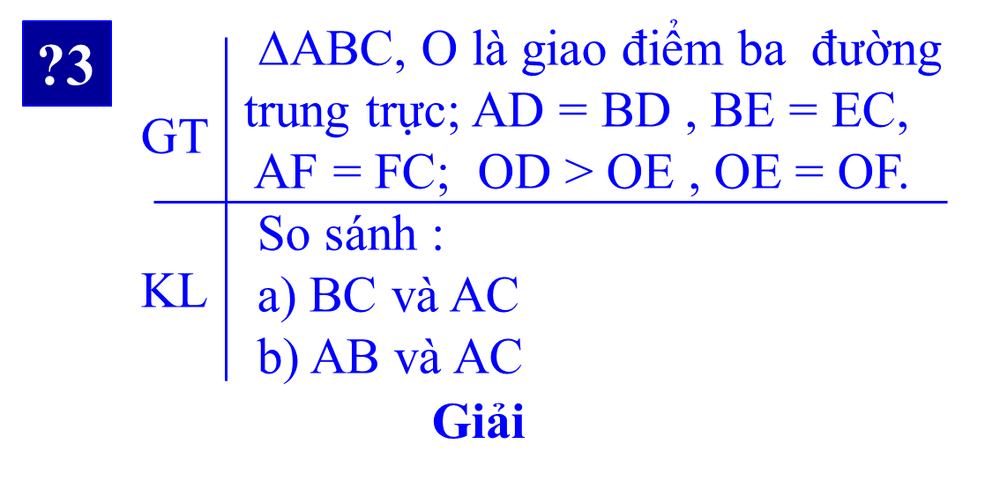 ?3
GT
ΔABC, O là giao điểm ba đường
trung trực; AD = BD , BE = EC,
AF = FC; OD > OE , OE = OF.
KL
So sánh :
a) BC và AC
b) AB và AC
Giải